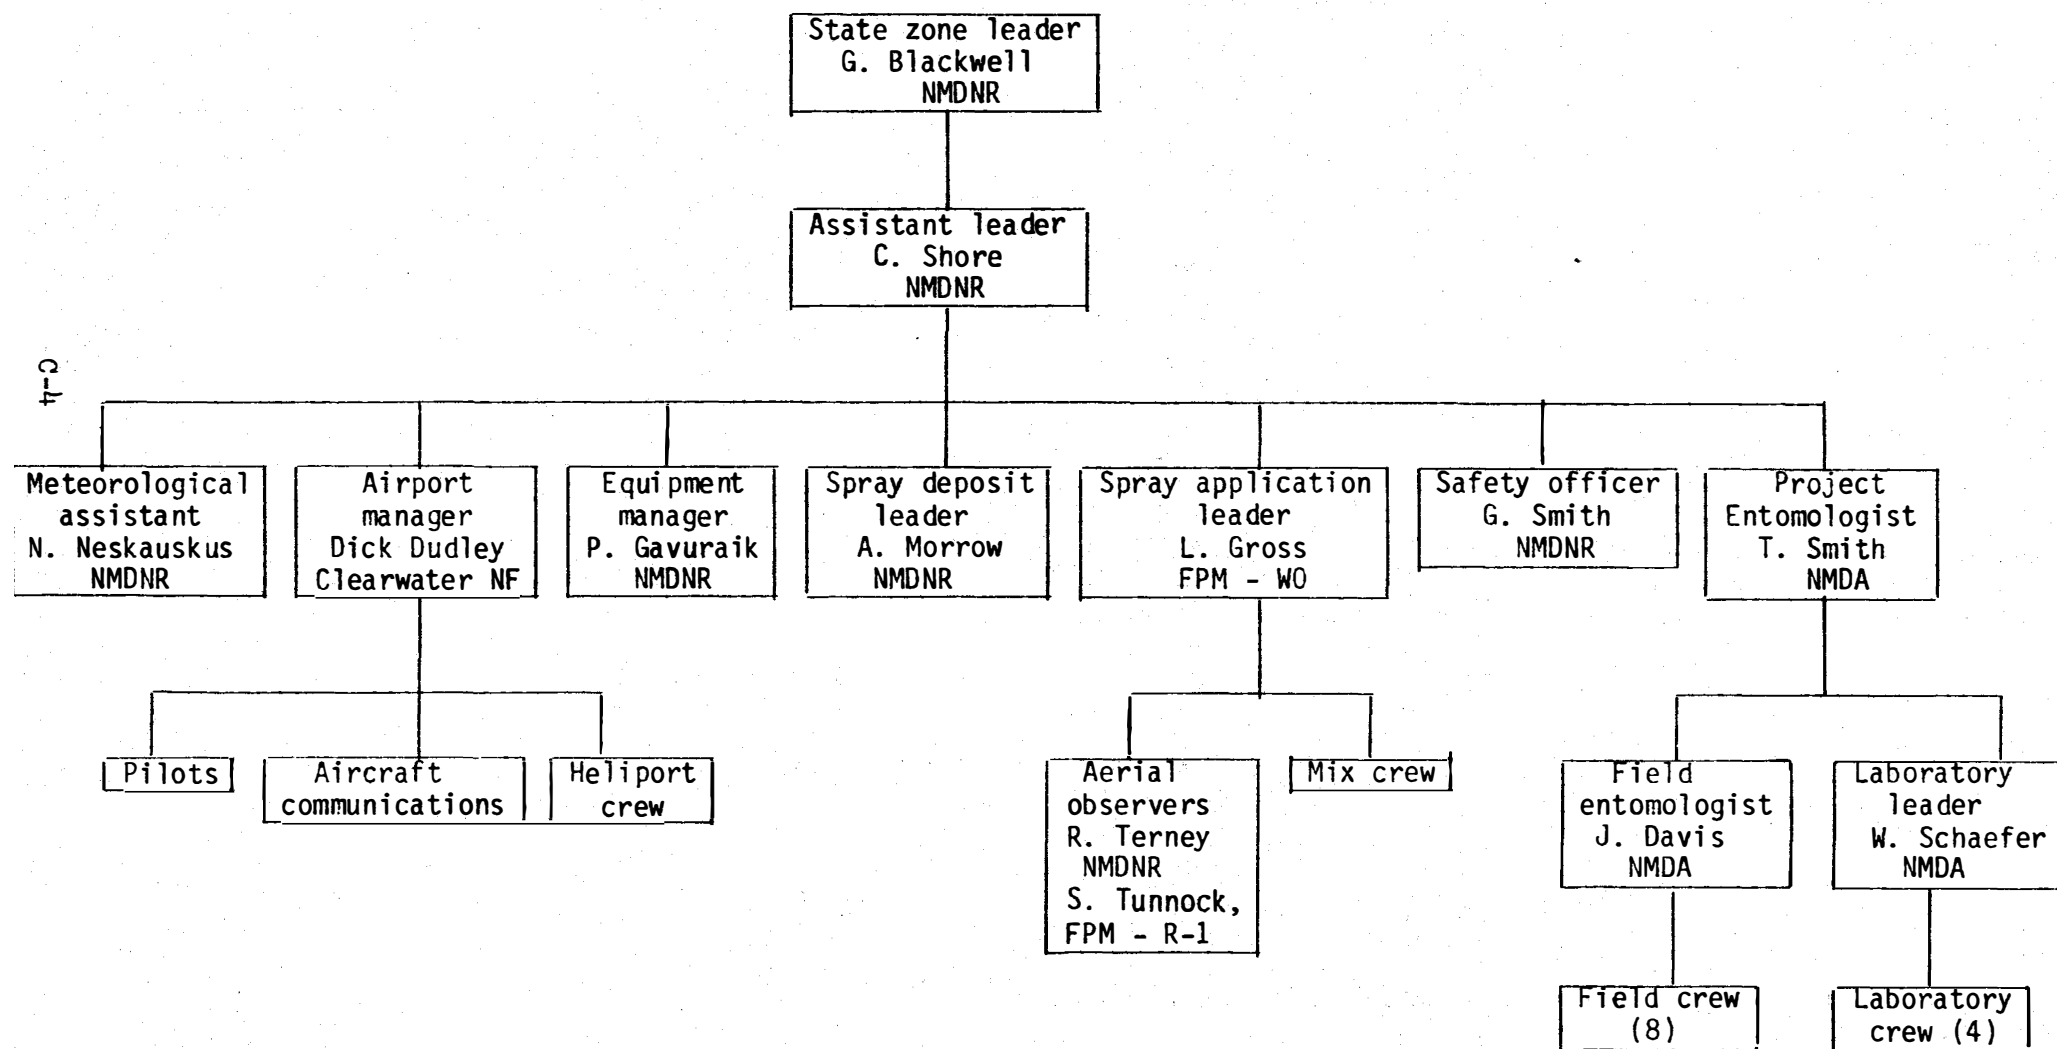 State zone leader
G. Blackwell
NMDNR
Assistant leader
C. Shore
NMDNR
C-4
Meteorological
assistant
N. Neskauskus
NMDNR
Airport
manager
Dick Dudley
Clearwater NF
Equipment
manager
P. Gavuraik
NMDNR
Spray deposit
leader
A. Morrow
NMDNR
Spray application
leader
L. Gross
FPM - WO
Safety officer
G. Smith
NMDNR
Project
Entomologist
T. Smith
NMDA
Pilots
Aircraft
communications
Heliport
crew
Aerial
observers
R. Terney
NMDNR
S. Tunnock,
FPM - R-1
Mix crew
Field
entomologist
J. Davis
NMDA
Laboratory
leader
W. Schaefer
NMDA
Field crew
(8)
Laboratory
crew (4)